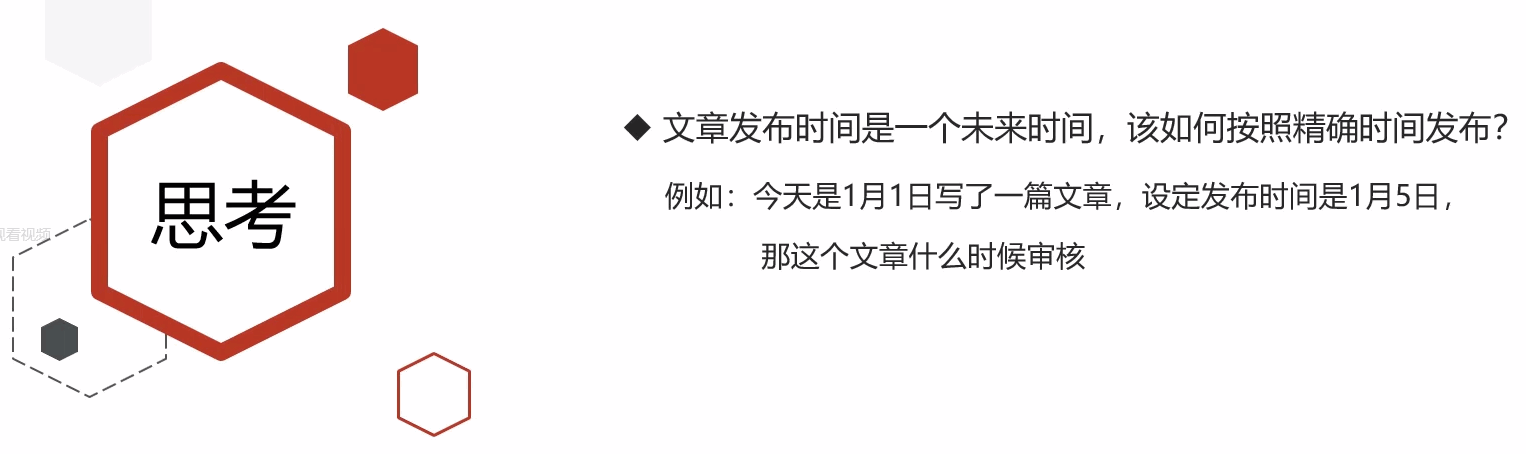 思考
◆ 文章发布时间是一个未来时间，该如何按照精确时间发布？
例如：今天是1月1日写了一篇文章，设定发布时间是1月5日，
那这个文章什么时候审核
观看视频